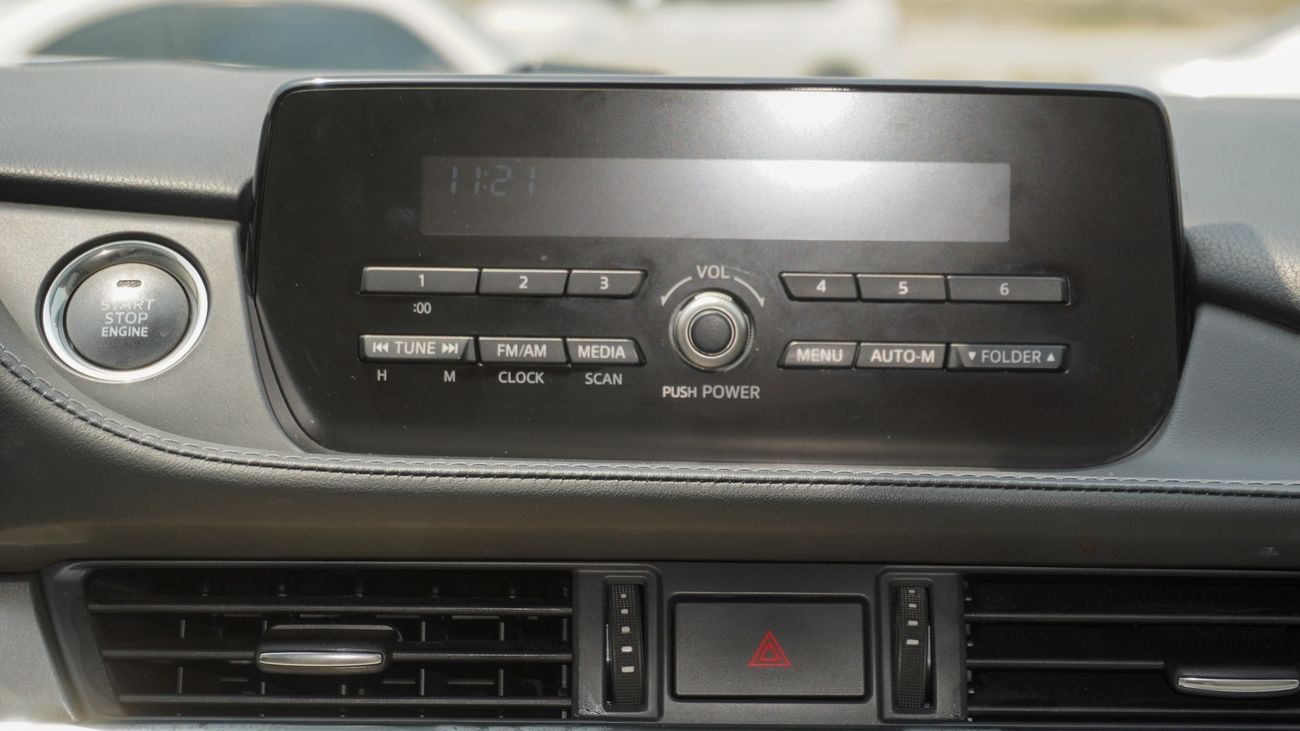 11:21
START
STOP
ENGINE
1 2 3
:00
⏮ TUNE ⏭ FM/AM MEDIA
H M CLOCK SCAN
VOL
PUSH POWER
4 5 6
MENU AUTO-M ▼ FOLDER ▲